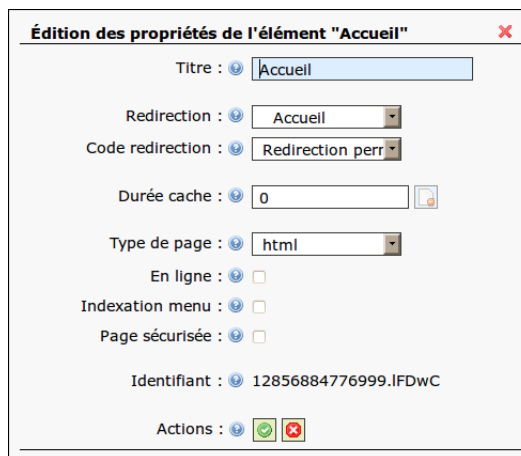 Édition des propriétés de l'élément "Accueil"
Titre : Accueil
Redirection : Accueil
Code redirection : Redirection perr
Durée cache : 0
Type de page : html
En ligne :
Indexation menu :
Page sécurisée :
Identifiant : 12856884776999.lFDwC
Actions :